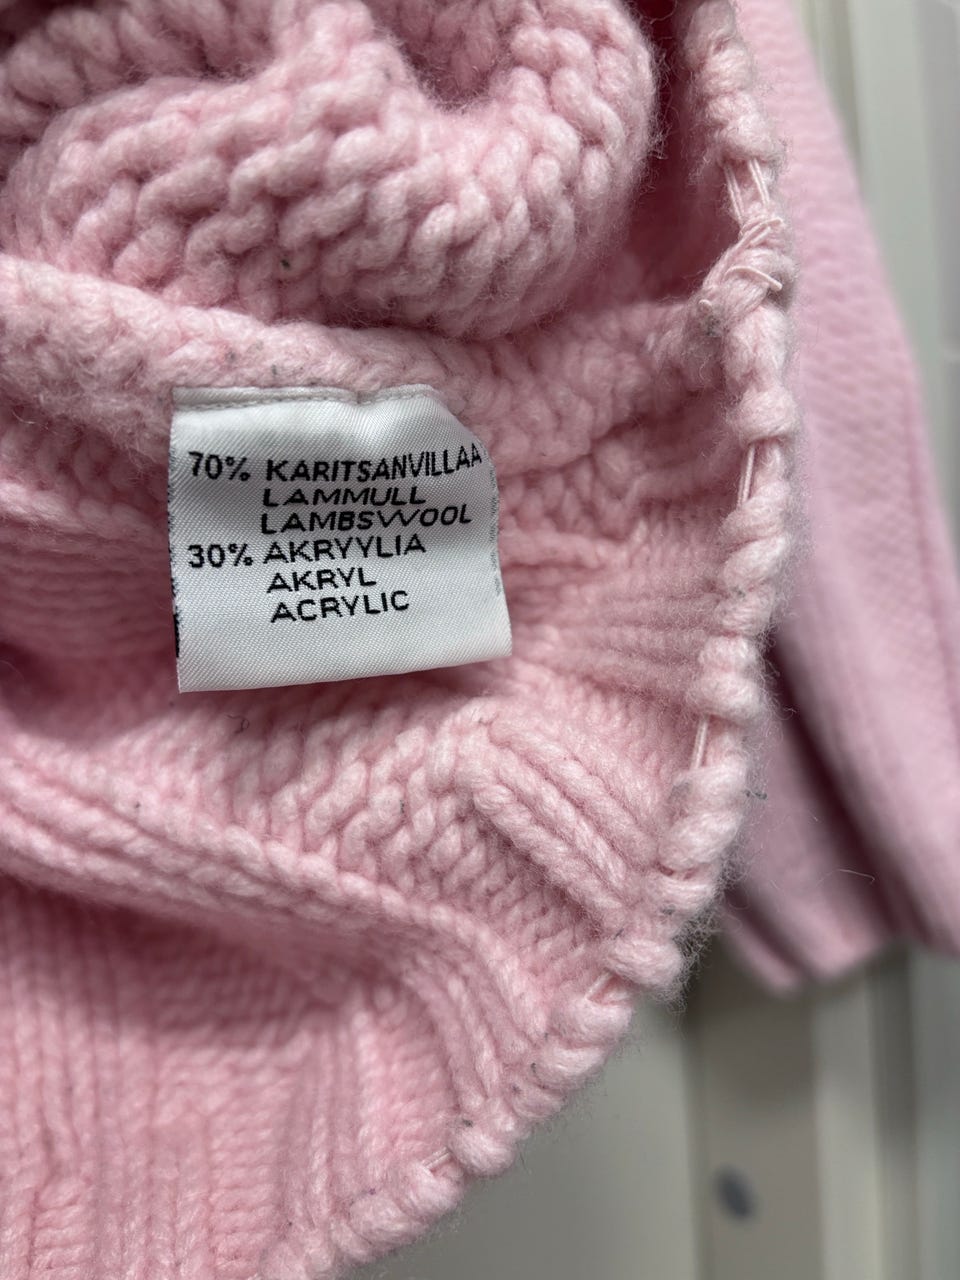 70% KARITSANVILLAA
LAMMULL
LAMBSWOOL
30% AKRYYLIA
AKRYL
ACRYLIC